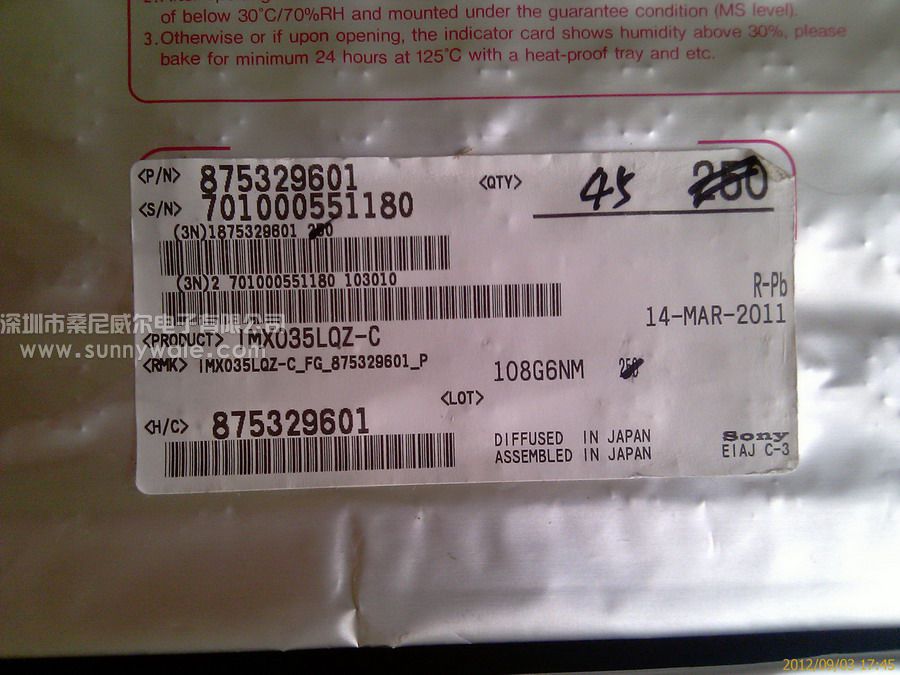 of below 30°C/70%RH and mounted under the guarantee condition (MS level).
3.Otherwise or if upon opening, the indicator card shows humidity above 30%, please
bake for minimum 24 hours at 125°C with a heat-proof tray and etc.
<P/N> 875329601 <QTY> 45 250
<S/N> 701000551180
(3N)1875329601 250
(3N)2 701000551180 103010
R-Pb
14-MAR-2011
深圳市桑尼威尔电子有限公司
<PRODUCT> IMX035LQZ-C
www.sunnywale.com
<RMK> IMX035LQZ-C_FG_875329601_P
108G6NM 250
<LOT>
<H/C> 875329601
DIFFUSED IN JAPAN
ASSEMBLED IN JAPAN
Sony
EIAJ C-3
2012/09/03 17:45